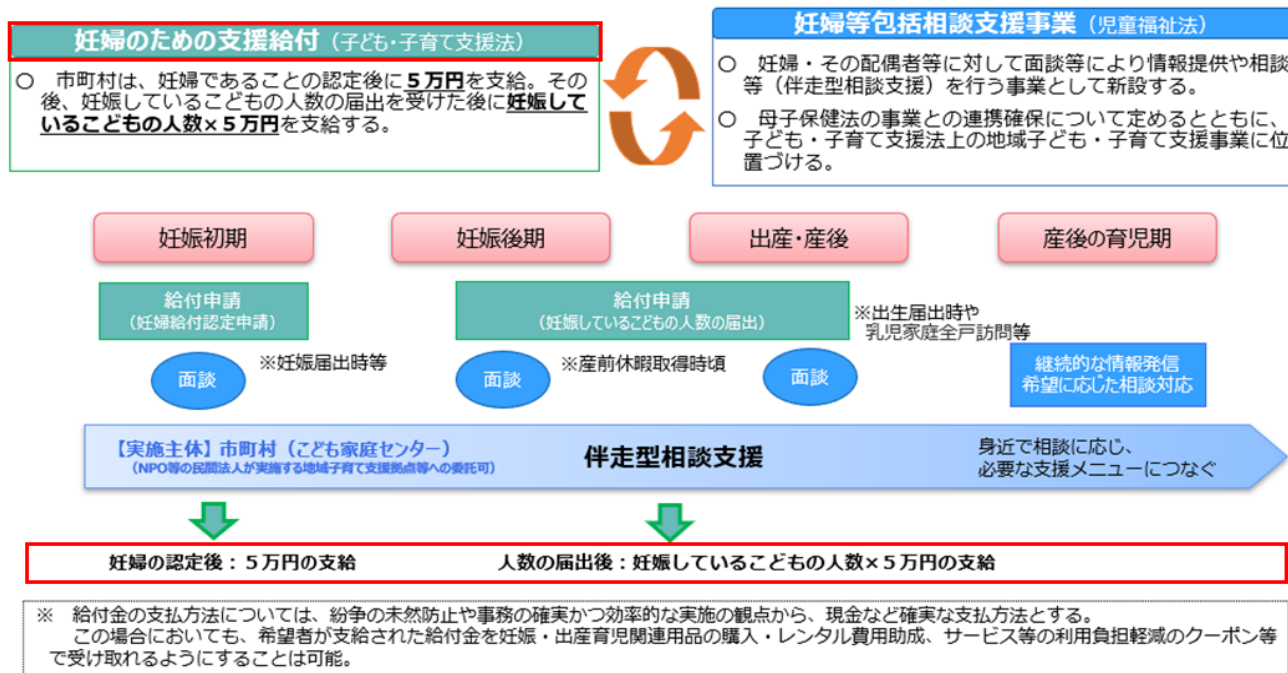 妊婦のための支援給付（子ども・子育て支援法）
○　市町村は、妊婦であることの認定後に５万円を支給。その
後、妊娠しているこどもの人数の届出を受けた後に妊娠して
いるこどもの人数×５万円を支給する。
妊婦等包括相談支援事業（児童福祉法）
○　妊婦・その配偶者等に対して面談等により情報提供や相談
等（伴走型相談支援）を行う事業として新設する。
○　母子保健法の事業との連携確保について定めるとともに、
子ども・子育て支援法上の地域子ども・子育て支援事業に位
置づける。
妊娠初期
妊娠後期
出産・産後
産後の育児期
給付申請
（妊婦給付認定申請）
給付申請
（妊娠しているこどもの人数の届出）
※出生届出時や
乳児家庭全戸訪問等
面談
※妊娠届出時等
面談
※産前休暇取得時頃
面談
継続的な情報発信
希望に応じた相談対応
【実施主体】市町村（こども家庭センター）
（NPO等の民間法人が実施する地域子育て支援拠点等への委託可）
伴走型相談支援
身近で相談に応じ、
必要な支援メニューにつなぐ
妊婦の認定後：５万円の支給
人数の届出後：妊娠しているこどもの人数×５万円の支給
※　給付金の支払方法については、紛争の未然防止や事務の確実かつ効率的な実施の観点から、現金など確実な支払方法とする。
この場合においても、希望者が支給された給付金を妊娠・出産育児関連用品の購入・レンタル費用助成、サービス等の利用負担軽減のクーポン等
で受け取れるようにすることは可能。